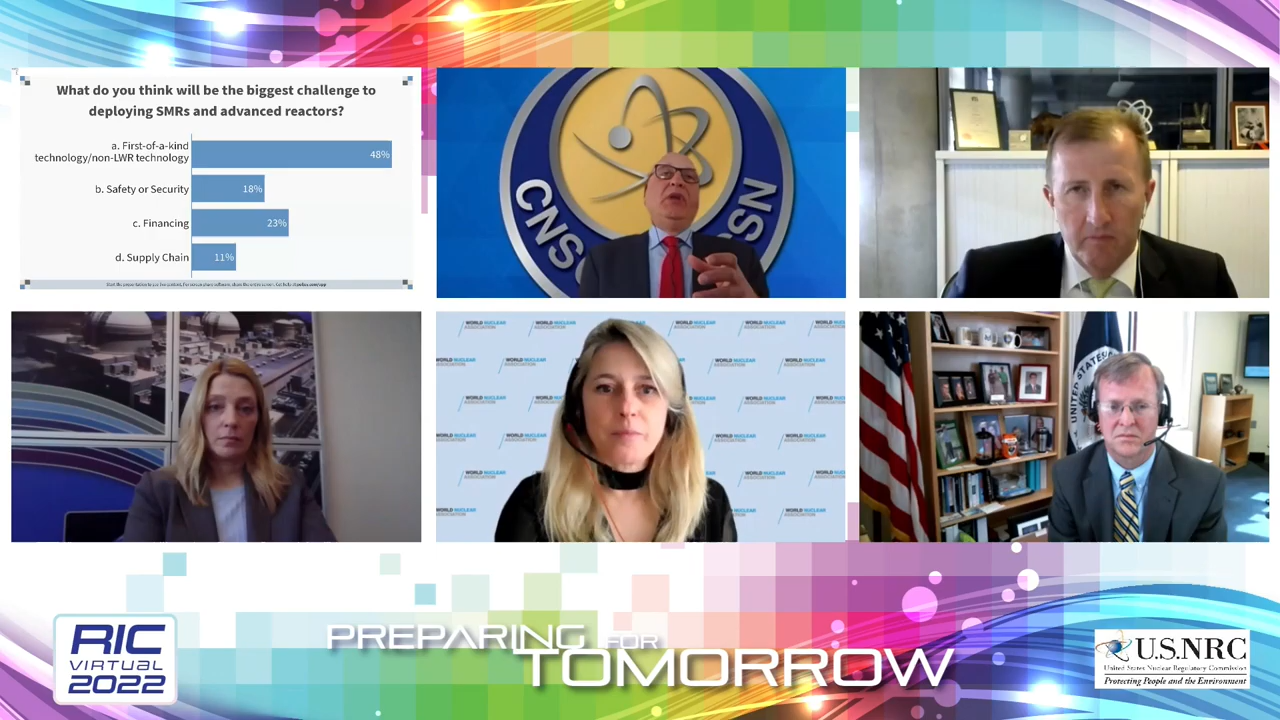 What do you think will be the biggest challenge to
deploying SMRs and advanced reactors?
a. First-of-a-kind
technology/non-LWR technology
48%
b. Safety or Security
18%
c. Financing
23%
d. Supply Chain
11%
CNSC
CCSN
WORLD NUCLEAR
ASSOCIATION
UNITED STATES
RIC
VIRTUAL
2022
PREPARING FOR
TOMORROW
U.S.NRC
United States Nuclear Regulatory Commission
Protecting People and the Environment